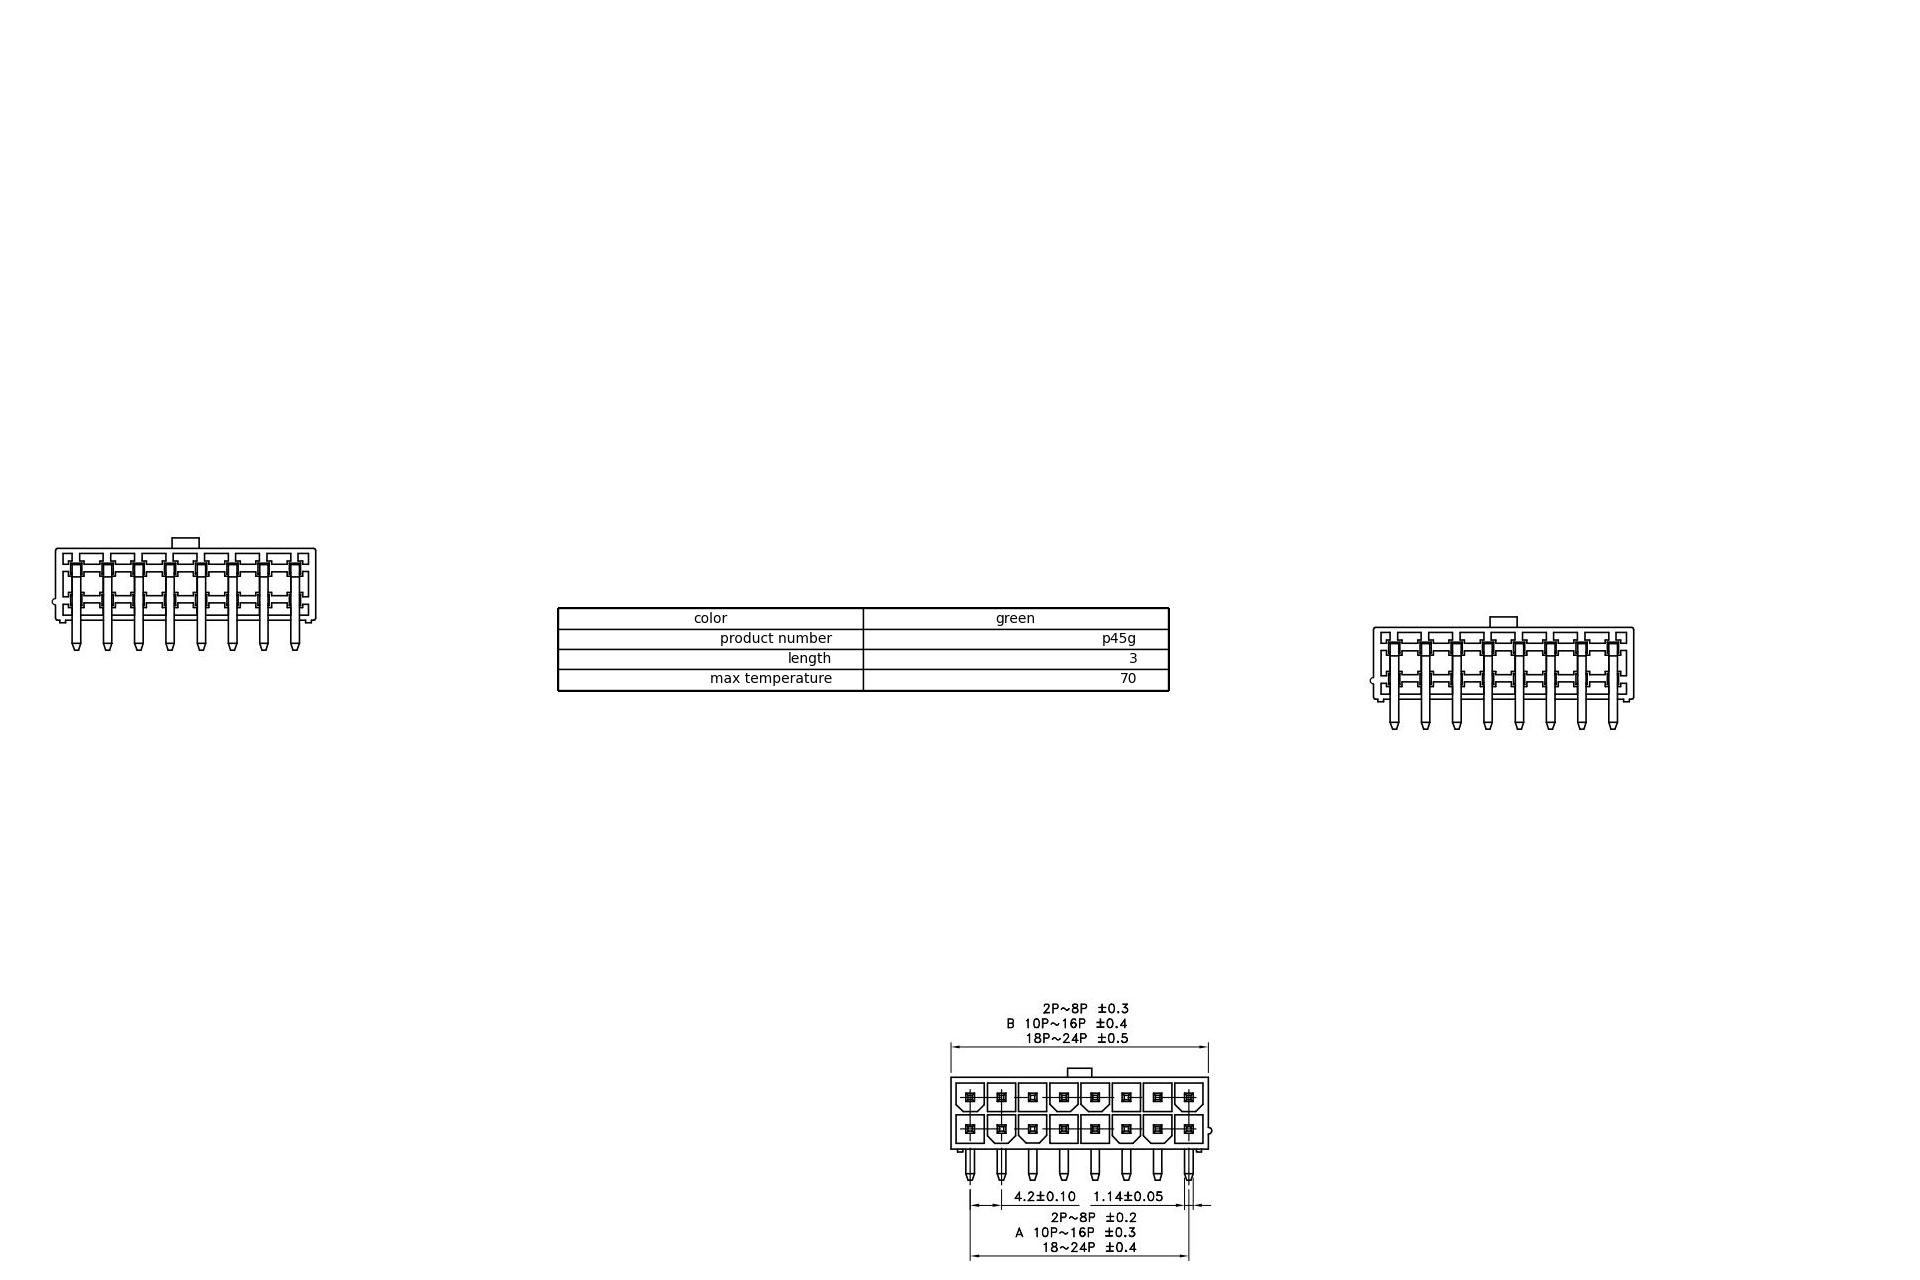 color green
product number p45g
length 3
max temperature 70
2P~8P ±0.3
B 10P~16P ±0.4
18P~24P ±0.5
4.2±0.10 1.14±0.05
2P~8P ±0.2
A 10P~16P ±0.3
18~24P ±0.4